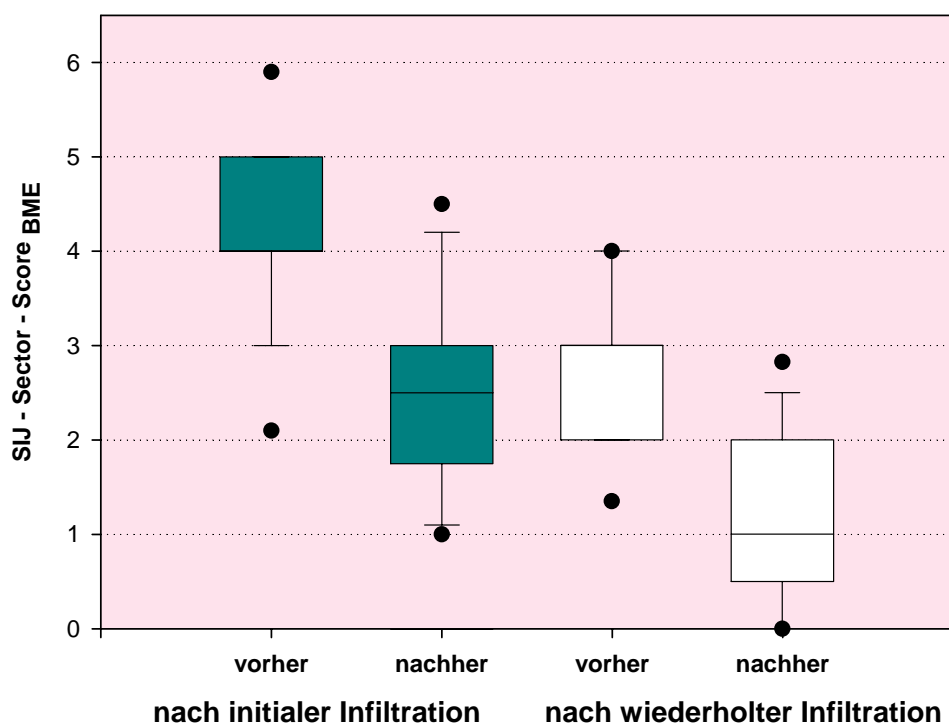 SIJ - Sector - Score BME
6
5
4
3
2
1
0
vorher nachher vorher nachher
nach initialer Infiltration nach wiederholter Infiltration